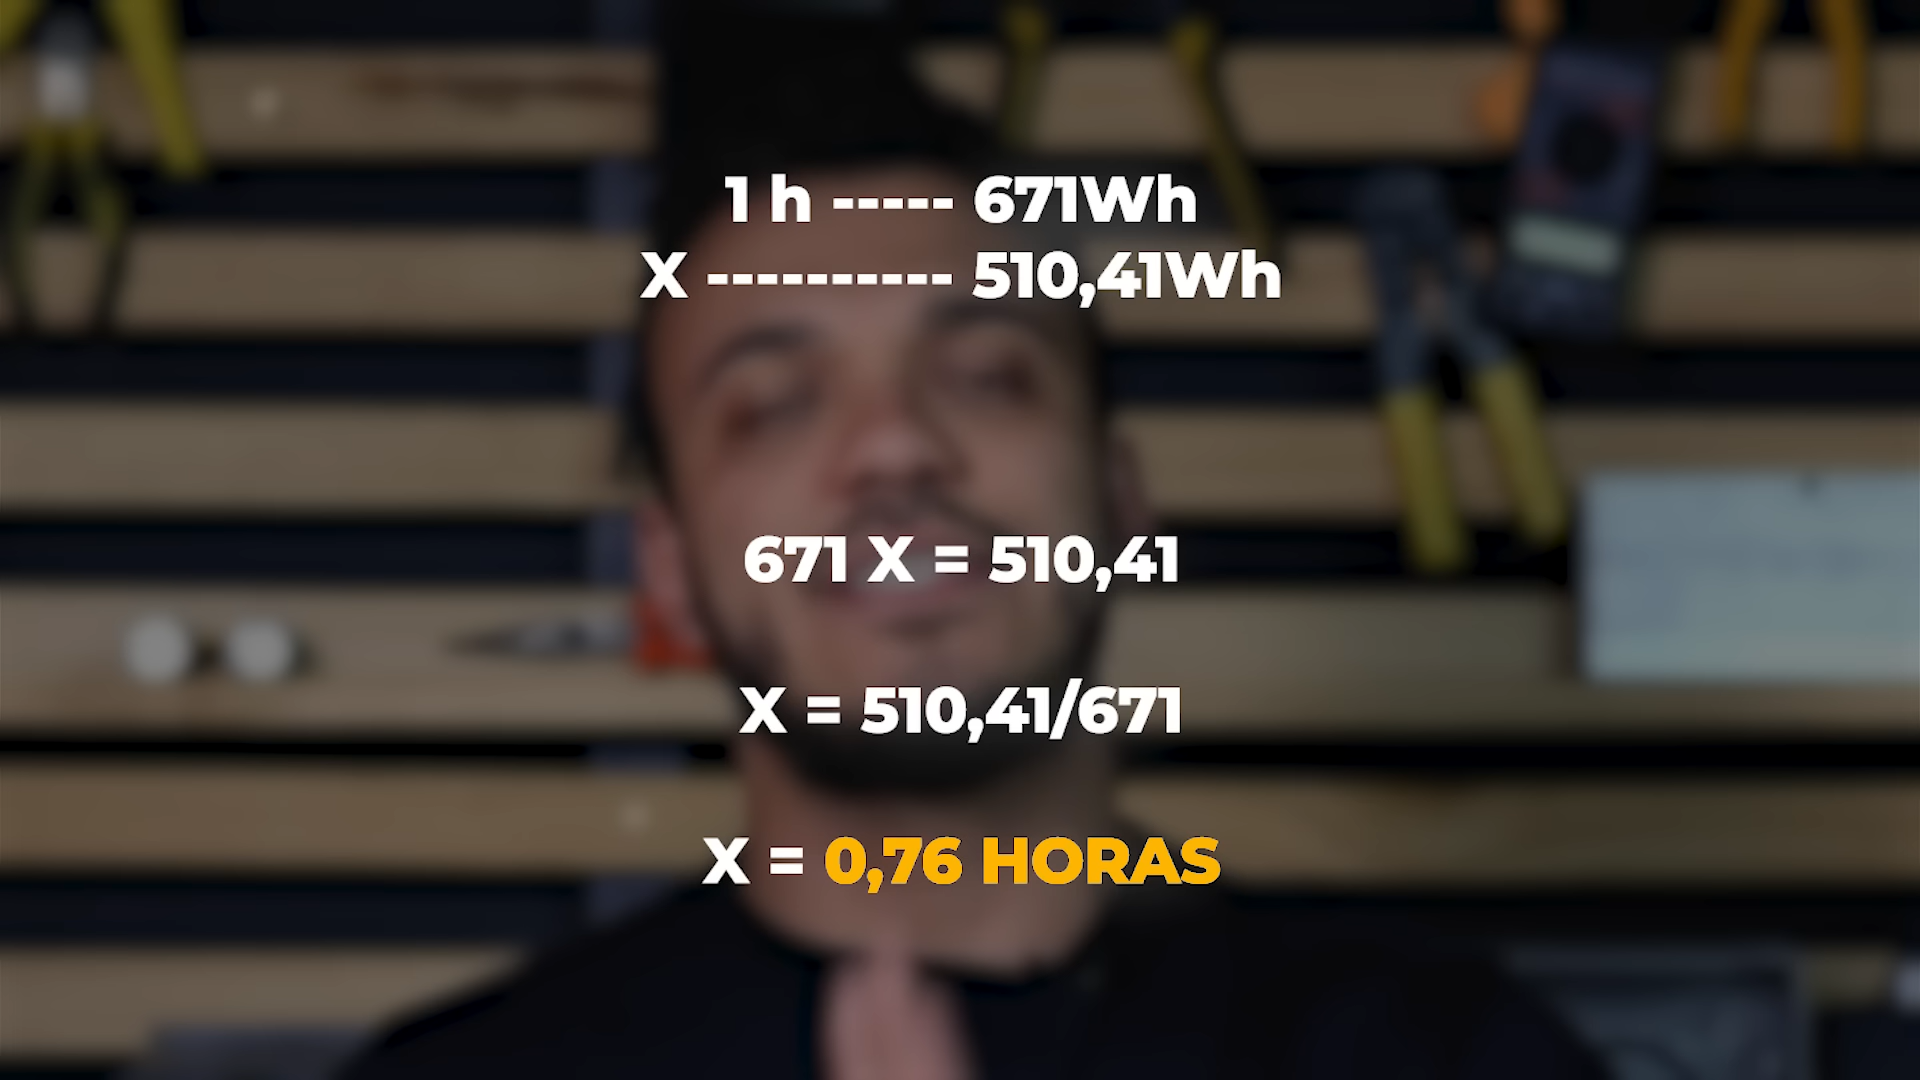 1 h ----- 671Wh
X ---------- 510,41Wh
671 X = 510,41
X = 510,41/671
X = 0,76 HORAS